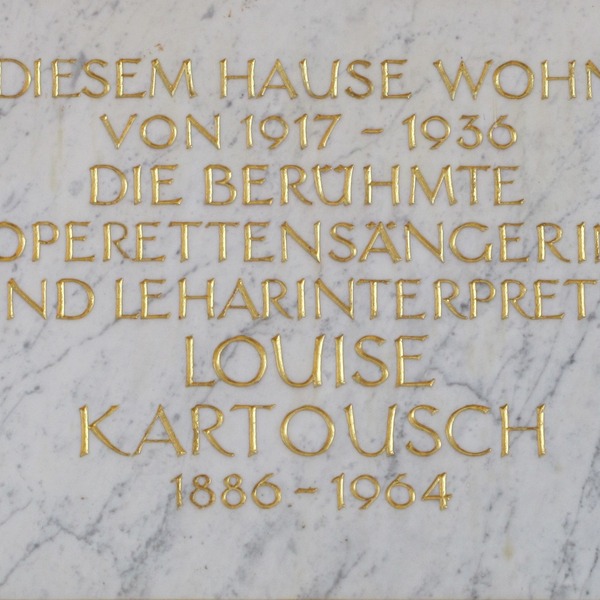 DIESEM HAUSE WOHN
VON 1917 - 1936
DIE BERÜHMTE
OPERETTENSÄNGERI
ND LEHARINTERPRET
LOUISE
KARTOUSCH
1886 - 1964